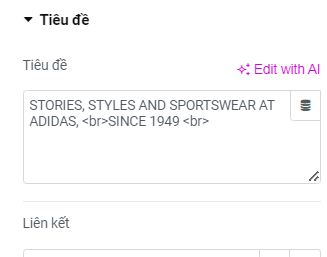 Tiêu đề
Tiêu đề
Edit with AI
STORIES, STYLES AND SPORTSWEAR AT
ADIDAS, <br>SINCE 1949 <br>
Liên kết